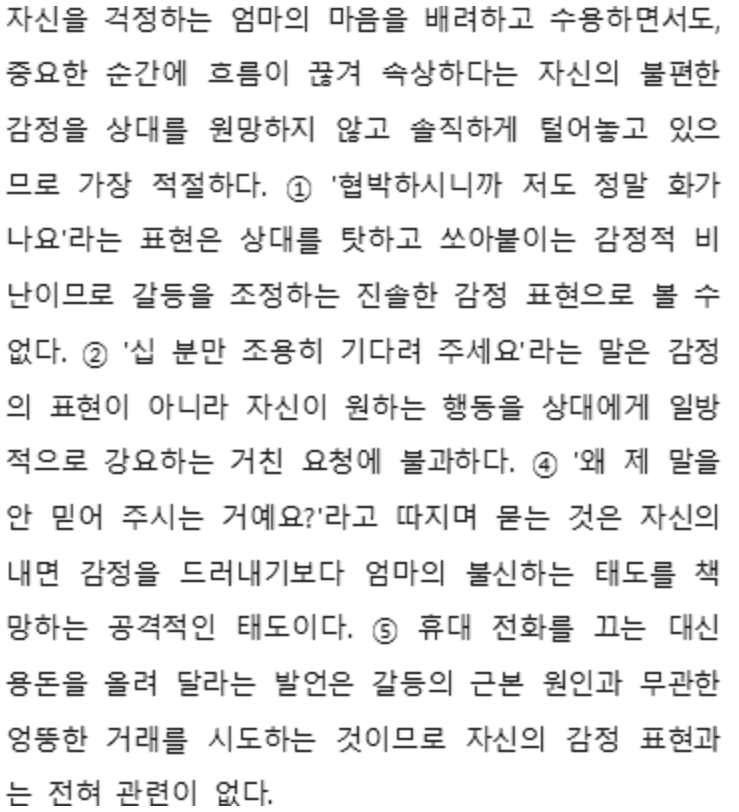 자신을 걱정하는 엄마의 마음을 배려하고 수용하면서도,
중요한 순간에 흐름이 끊겨 속상하다는 자신의 불편한
감정을 상대를 원망하지 않고 솔직하게 털어놓고 있으
므로 가장 적절하다. ① '협박하시니까 저도 정말 화가
나요'라는 표현은 상대를 탓하고 쏘아붙이는 감정적 비
난이므로 갈등을 조정하는 진솔한 감정 표현으로 볼 수
없다. ② '십 분만 조용히 기다려 주세요'라는 말은 감정
의 표현이 아니라 자신이 원하는 행동을 상대에게 일방
적으로 강요하는 거친 요청에 불과하다. ④ '왜 제 말을
안 믿어 주시는 거예요?'라고 따지며 묻는 것은 자신의
내면 감정을 드러내기보다 엄마의 불신하는 태도를 책
망하는 공격적인 태도이다. ⑤ 휴대 전화를 끄는 대신
용돈을 올려 달라는 발언은 갈등의 근본 원인과 무관한
엉뚱한 거래를 시도하는 것이므로 자신의 감정 표현과
는 전혀 관련이 없다.